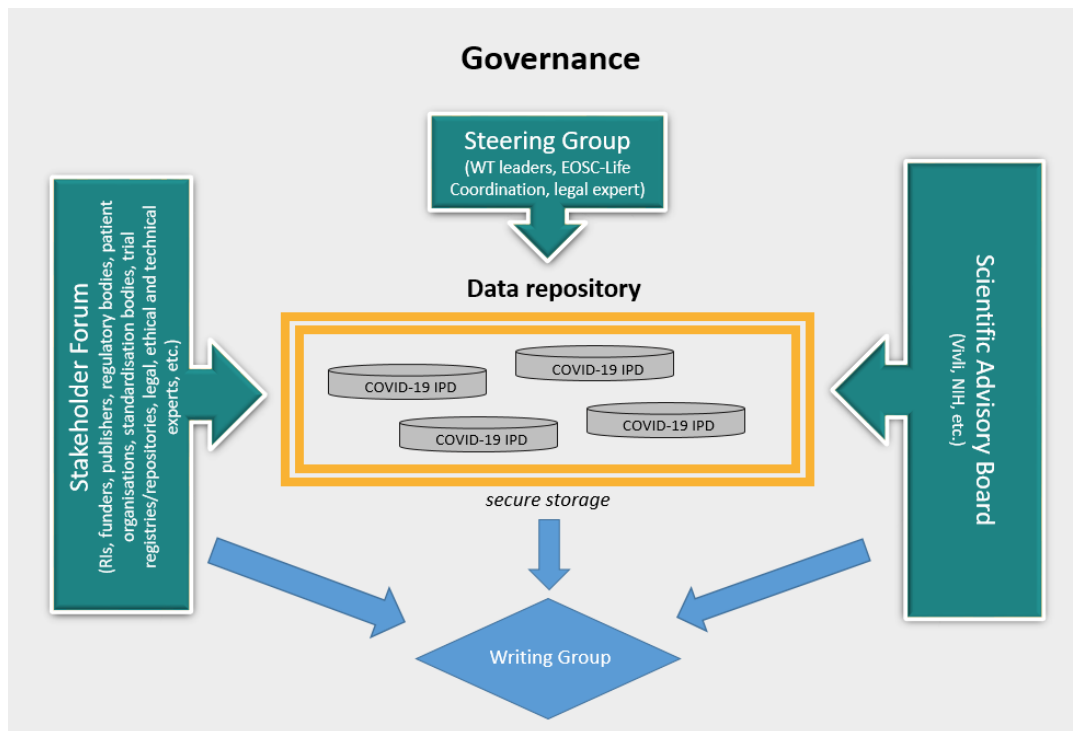 Governance
Steering Group
(WT leaders, EOSC-Life
Coordination, legal expert)
Stakeholder Forum
(RIs, funders, publishers, regulatory bodies, patient
organisations, standardisation bodies, trial
registries/repositories, legal, ethical and technical
experts, etc.)
Data repository
COVID-19 IPD
COVID-19 IPD
COVID-19 IPD
COVID-19 IPD
secure storage
Scientific Advisory Board
(Vivli, NIH, etc.)
Writing Group